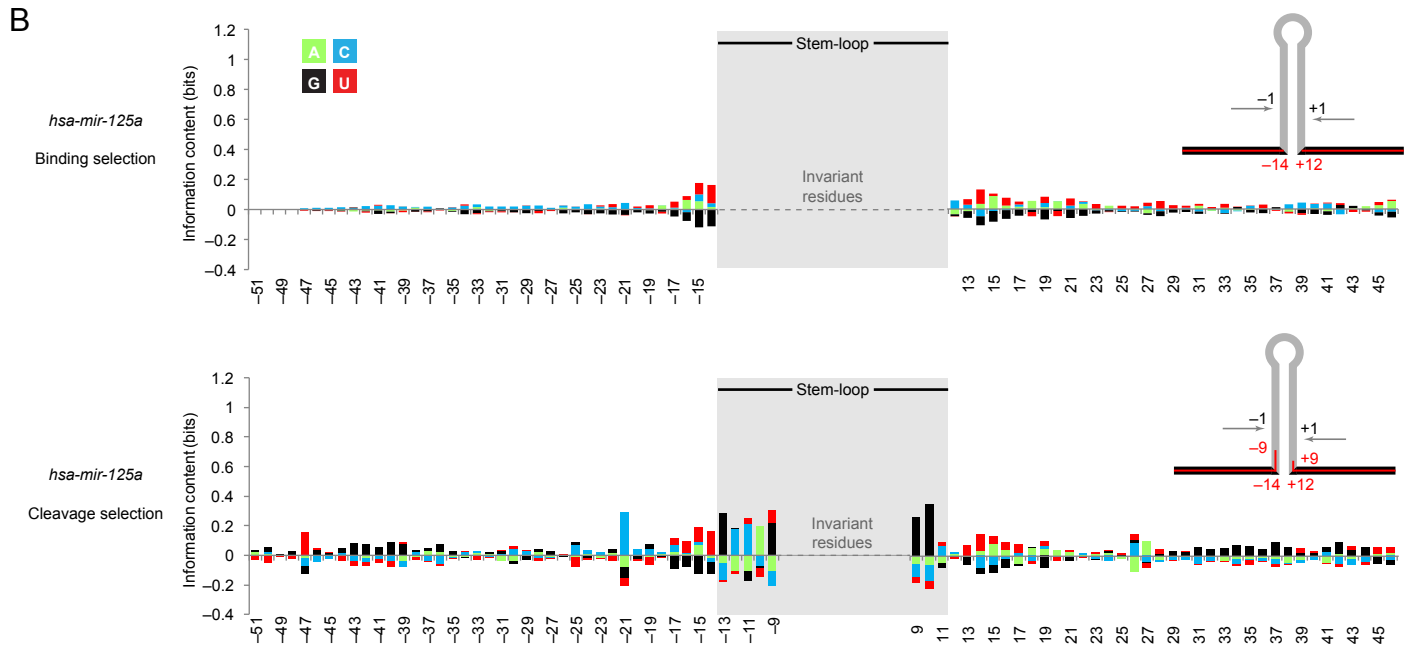 B
1.2
1
0.8
0.6
0.4
0.2
0
–0.2
–0.4
Information content (bits)
A C
G U
Stem-loop
Invariant
residues
hsa-mir-125a
Binding selection
–1
+1
–14 +12
–51 –49 –47 –45 –43 –41 –39 –37 –35 –33 –31 –29 –27 –25 –23 –21 –19 –17 –15 13 15 17 19 21 23 25 27 29 31 33 35 37 39 41 43 45
1.2
1
0.8
0.6
0.4
0.2
0
–0.2
–0.4
Information content (bits)
Stem-loop
Invariant
residues
hsa-mir-125a
Cleavage selection
–1
+1
–9
+9
–14 +12
–51 –49 –47 –45 –43 –41 –39 –37 –35 –33 –31 –29 –27 –25 –23 –21 –19 –17 –15 –13 –11 –9 9 11 13 15 17 19 21 23 25 27 29 31 33 35 37 39 41 43 45